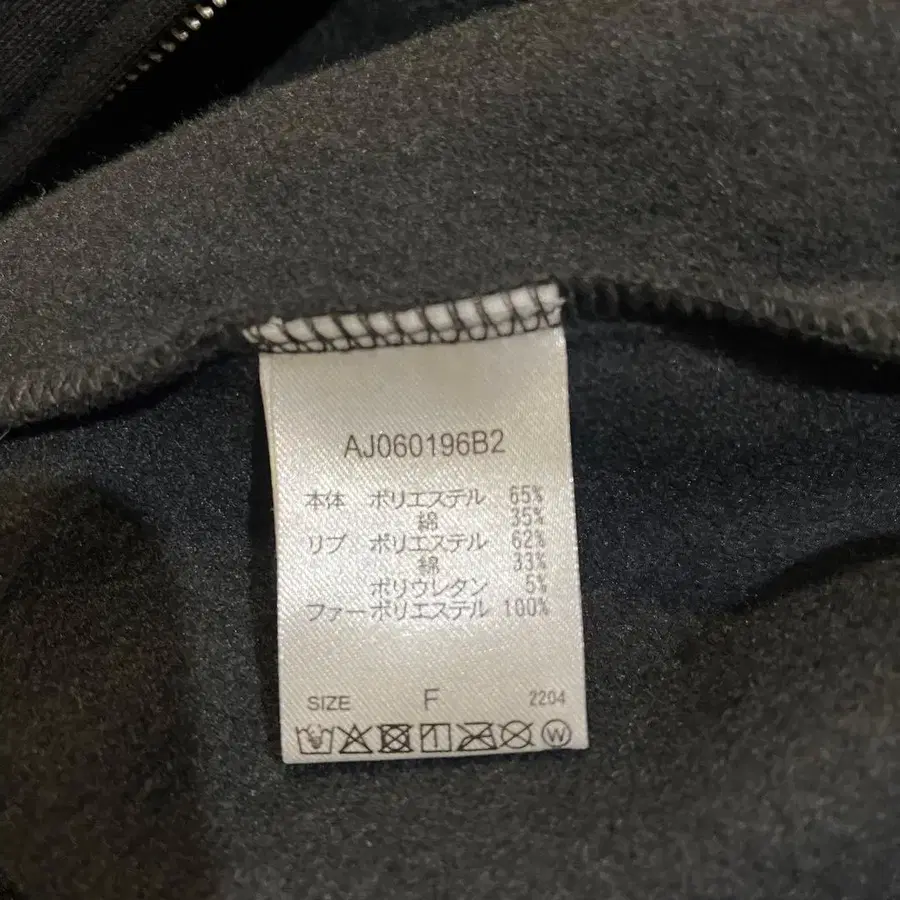 AJ060196B2
本体 ポリエステル 65%
綿 35%
リブ ポリエステル 62%
綿 33%
ポリウレタン 5%
ファーポリエステル 100%
SIZE F 2204
W